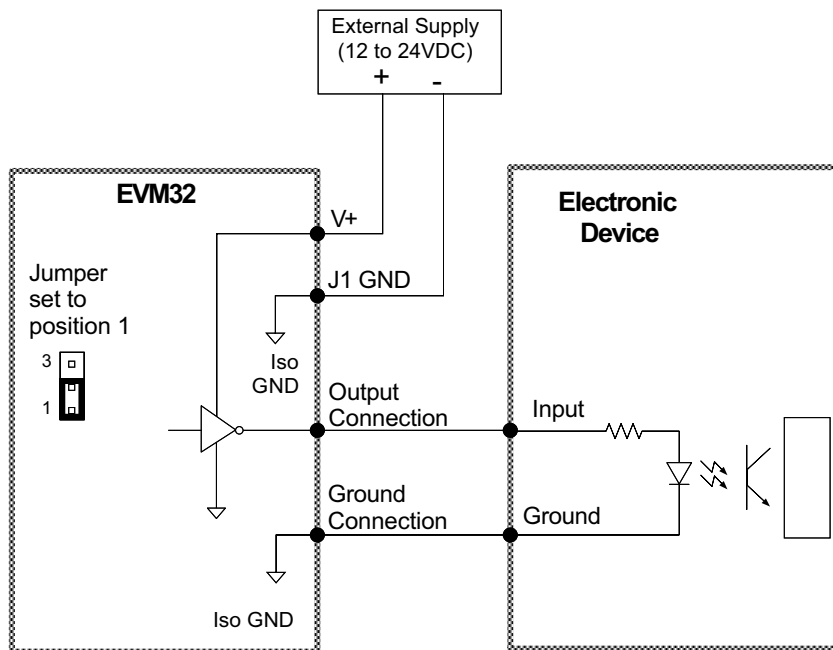 External Supply
(12 to 24VDC)
+ -
EVM32
Electronic
Device
V+
J1 GND
Jumper
set to
position 1
3
1
Iso
GND
Output
Connection
Input
Ground
Connection
Ground
Iso GND